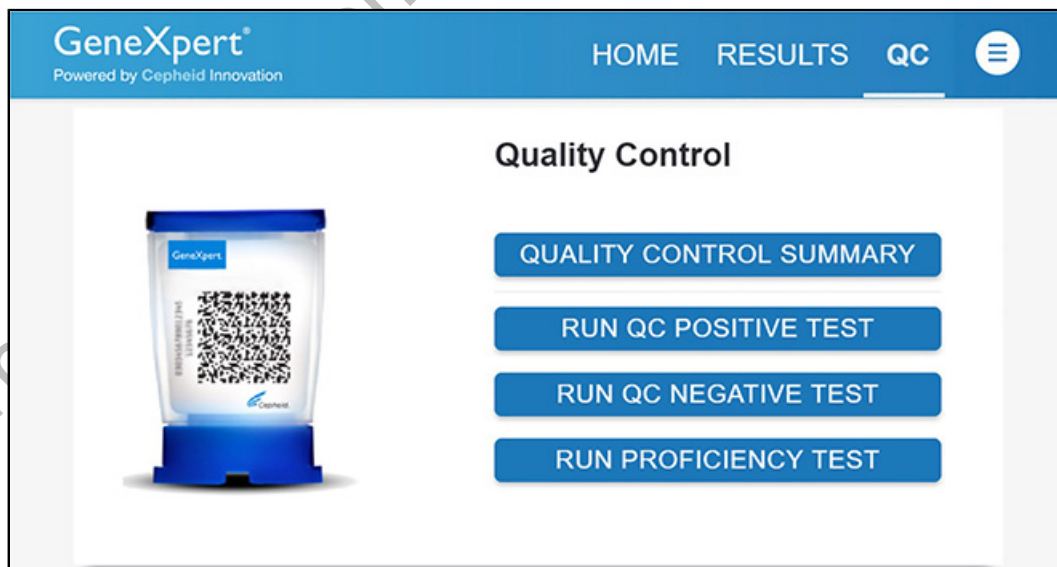 GeneXpert®
Powered by Cepheid Innovation
HOME RESULTS QC
Quality Control
GeneXpert
Cepheid.
QUALITY CONTROL SUMMARY
RUN QC POSITIVE TEST
RUN QC NEGATIVE TEST
RUN PROFICIENCY TEST